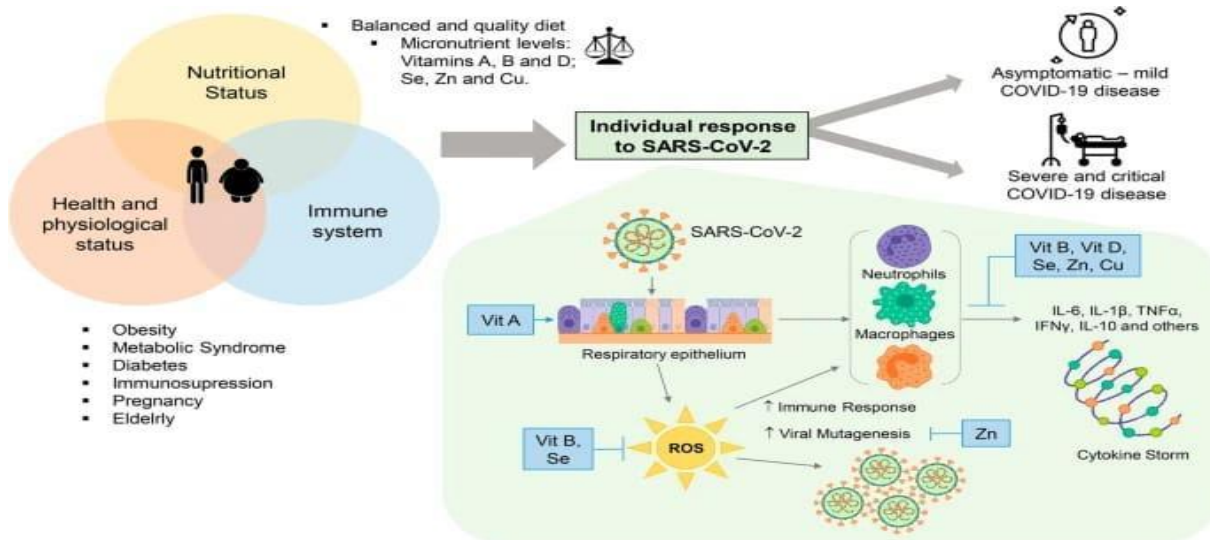 ▪ Balanced and quality diet
▪ Micronutrient levels:
Vitamins A, B and D;
Se, Zn and Cu.
Nutritional
Status
Health and
physiological
status
Immune
system
▪ Obesity
▪ Metabolic Syndrome
▪ Diabetes
▪ Immunosupression
▪ Pregnancy
▪ Eldelrly
Individual response
to SARS-CoV-2
Asymptomatic – mild
COVID-19 disease
Severe and critical
COVID-19 disease
SARS-CoV-2
Vit A
Respiratory epithelium
Neutrophils
Macrophages
Vit B, Vit D,
Se, Zn, Cu
IL-6, IL-1β, TNFα,
IFNγ, IL-10 and others
Cytokine Storm
Vit B,
Se
ROS
↑ Immune Response
↑ Viral Mutagenesis
Zn